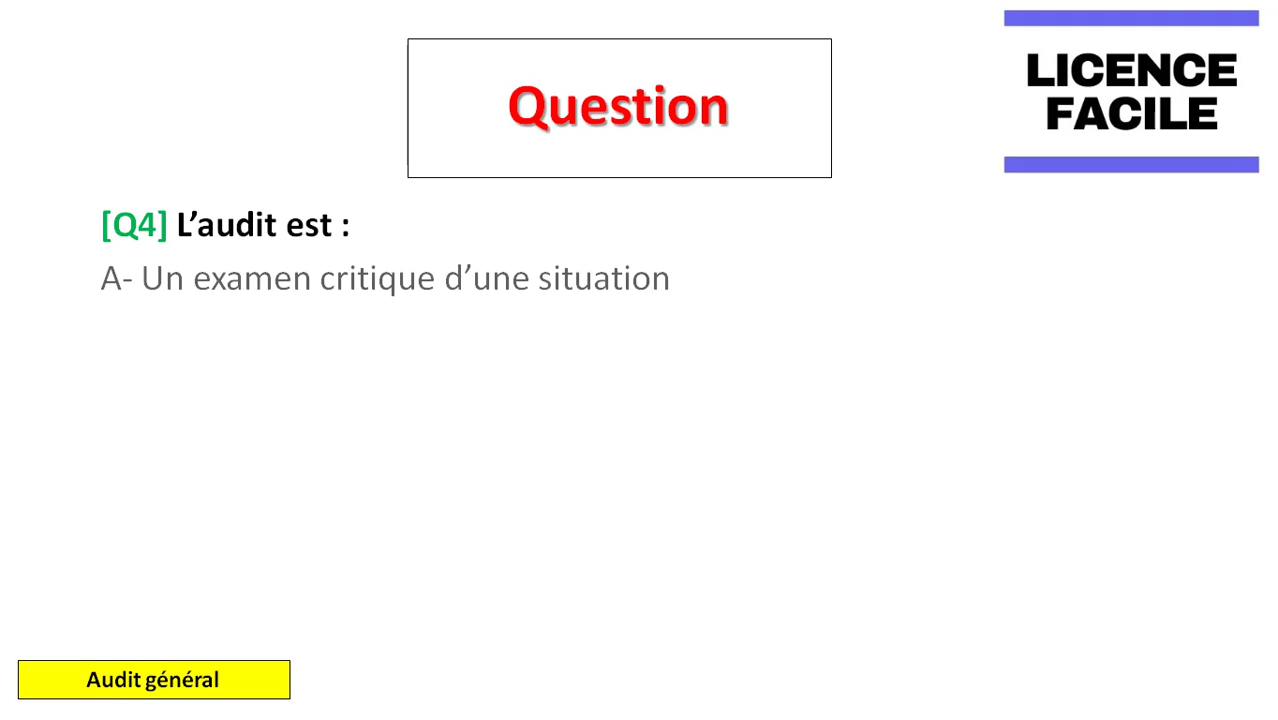 Question
LICENCE
FACILE
[Q4] L’audit est :
A- Un examen critique d’une situation
Audit général